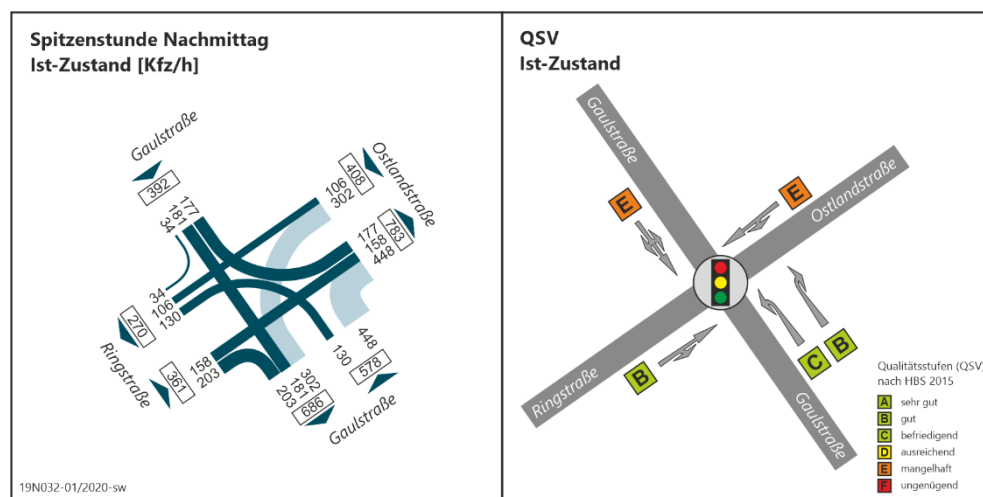 Spitzenstunde Nachmittag
Ist-Zustand [Kfz/h]
Gaulstraße
392
177
181
34
Ostlandstraße
408
106
302
783
177
158
448
34
106
130
270
Ringstraße
361
158
203
448
130
578
302
181
203
686
Gaulstraße
19N032-01/2020-sw
QSV
Ist-Zustand
Gaulstraße
E
E
Ostlandstraße
B
Ringstraße
C
B
Gaulstraße
Qualitätsstufen (QSV)
nach HBS 2015
A sehr gut
B gut
C befriedigend
D ausreichend
E mangelhaft
F ungenügend